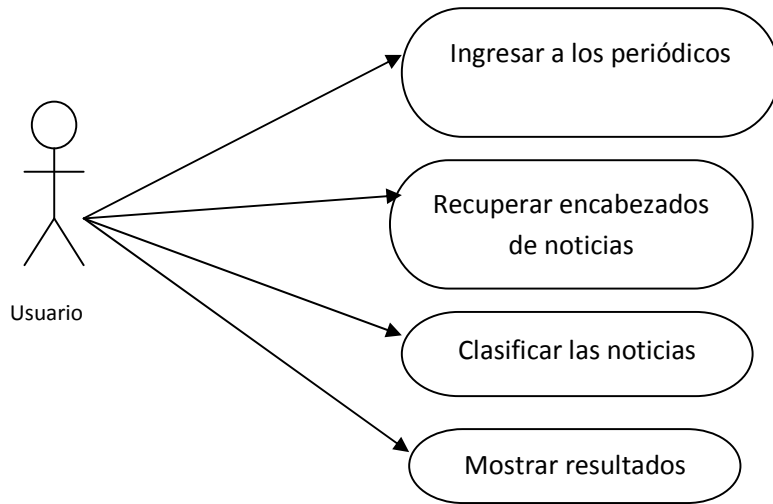 Ingresar a los periódicos
Recuperar encabezados
de noticias
Usuario
Clasificar las noticias
Mostrar resultados